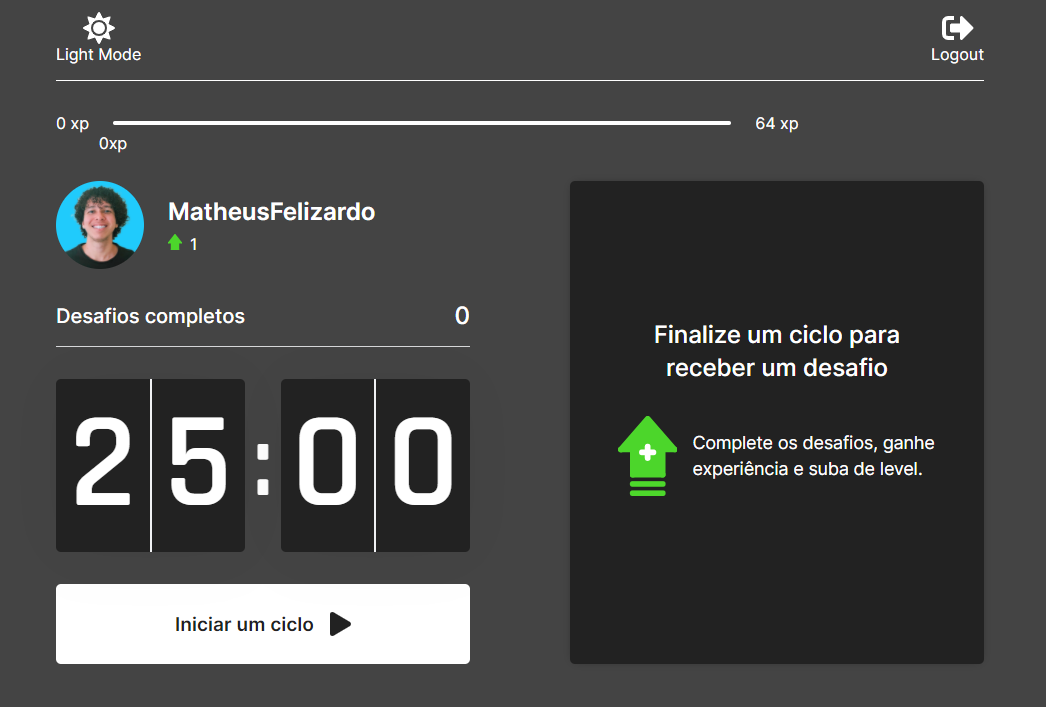 Light Mode
Logout
0 xp
64 xp
0xp
MatheusFelizardo
1
Desafios completos 0
25:00
Iniciar um ciclo
Finalize um ciclo para
receber um desafio
Complete os desafios, ganhe
experiência e suba de level.